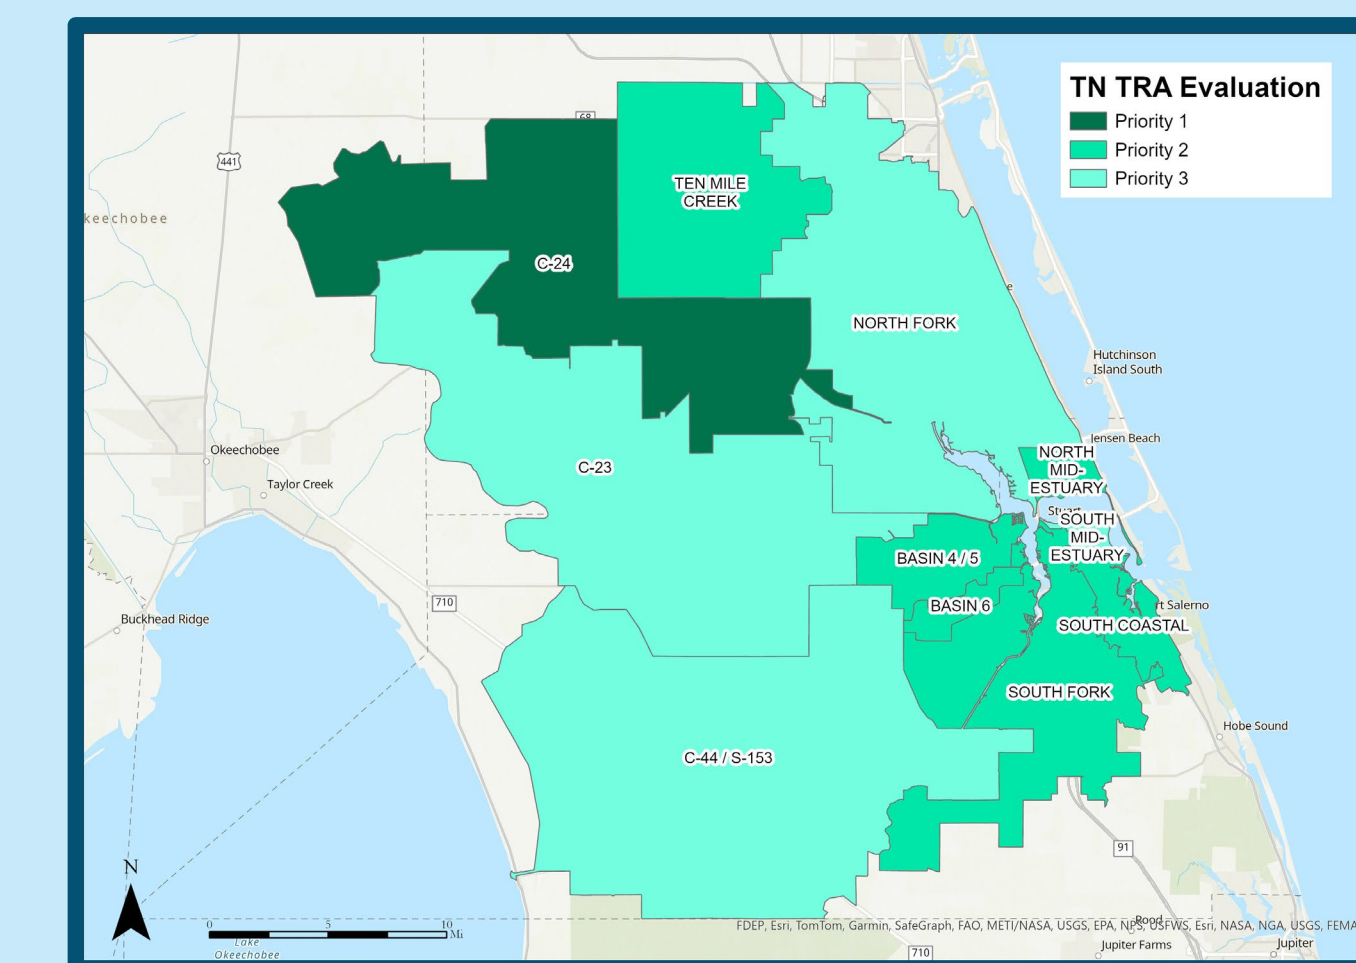 TN TRA Evaluation
Priority 1
Priority 2
Priority 3
68
441
keechobee
TEN MILE
CREEK
C-24
NORTH FORK
e
Hutchinson
Island South
Jensen Beach
Okeechobee
NORTH
MID-
ESTUARY
C-23
Taylor Creek
Stuart
SOUTH
MID-
ESTUARY
BASIN 4 / 5
710
BASIN 6
rt Salerno
Buckhead Ridge
SOUTH COASTAL
SOUTH FORK
Hobe Sound
C-44 / S-153
91
N
0
5
10
Mi
Lake
Okeechobee
Rood
FDEP, Esri, TomTom, Garmin, SafeGraph, FAO, METI/NASA, USGS, EPA, NPS, USFWS, Esri, NASA, NGA, USGS, FEMA
Jupiter Farms
Jupiter
710